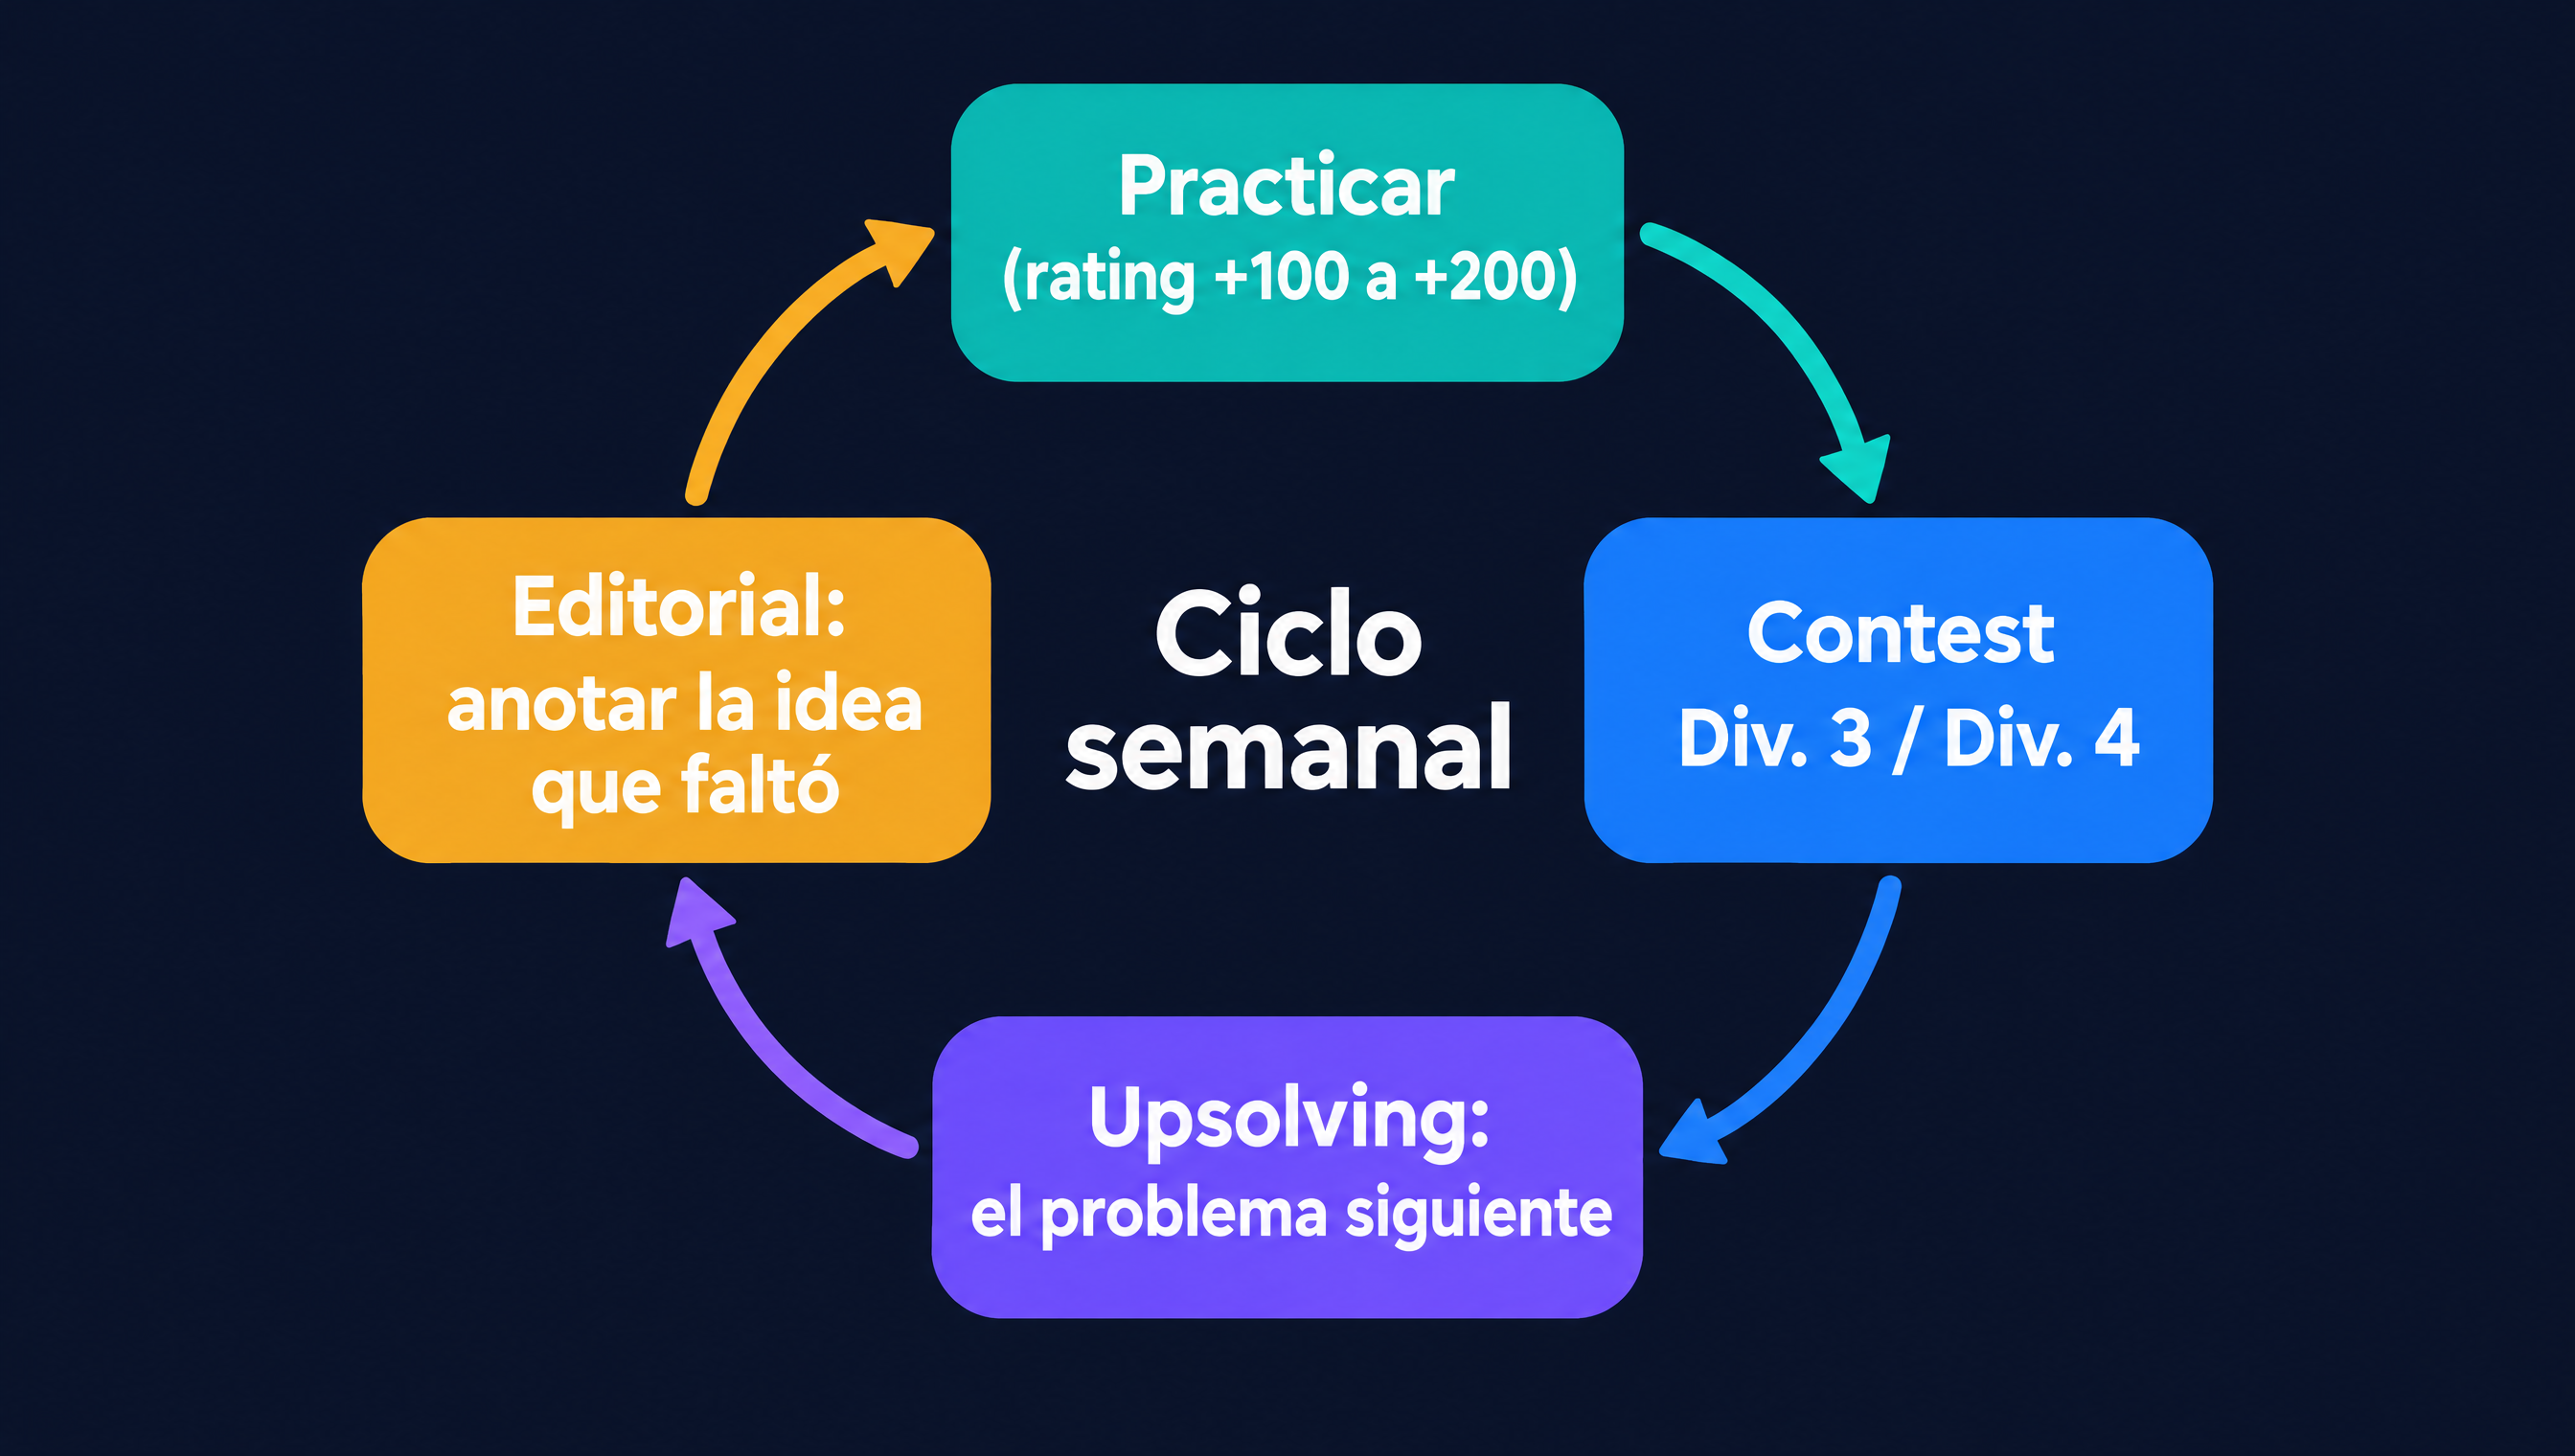 Practicar
(rating +100 a +200)
Editorial:
anotar la idea
que faltó
Ciclo
semanal
Contest
Div. 3 / Div. 4
Upsolving:
el problema siguiente